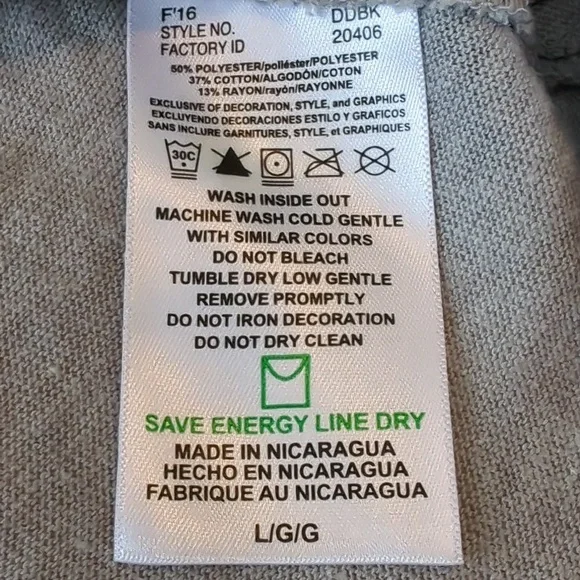 F'16 DDBK
STYLE NO. 20406
FACTORY ID
50% POLYESTER/poliéster/POLYESTER
37% COTTON/ALGODÓN/COTON
13% RAYON/rayón/RAYONNE
EXCLUSIVE OF DECORATION, STYLE, and GRAPHICS
EXCLUYENDO DECORACIONES ESTILO Y GRAFICOS
SANS INCLURE GARNITURES, STYLE, et GRAPHIQUES
30C
WASH INSIDE OUT
MACHINE WASH COLD GENTLE
WITH SIMILAR COLORS
DO NOT BLEACH
TUMBLE DRY LOW GENTLE
REMOVE PROMPTLY
DO NOT IRON DECORATION
DO NOT DRY CLEAN
SAVE ENERGY LINE DRY
MADE IN NICARAGUA
HECHO EN NICARAGUA
FABRIQUE AU NICARAGUA
L/G/G